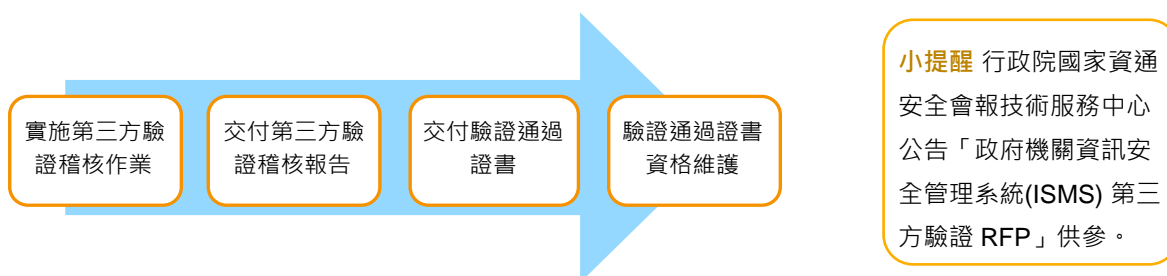 實施第三方驗
證稽核作業
交付第三方驗
證稽核報告
交付驗證通過
證書
驗證通過證書
資格維護
小提醒 行政院國家資通
安全會報技術服務中心
公告「政府機關資訊安
全管理系統(ISMS) 第三
方驗證 RFP」供參。